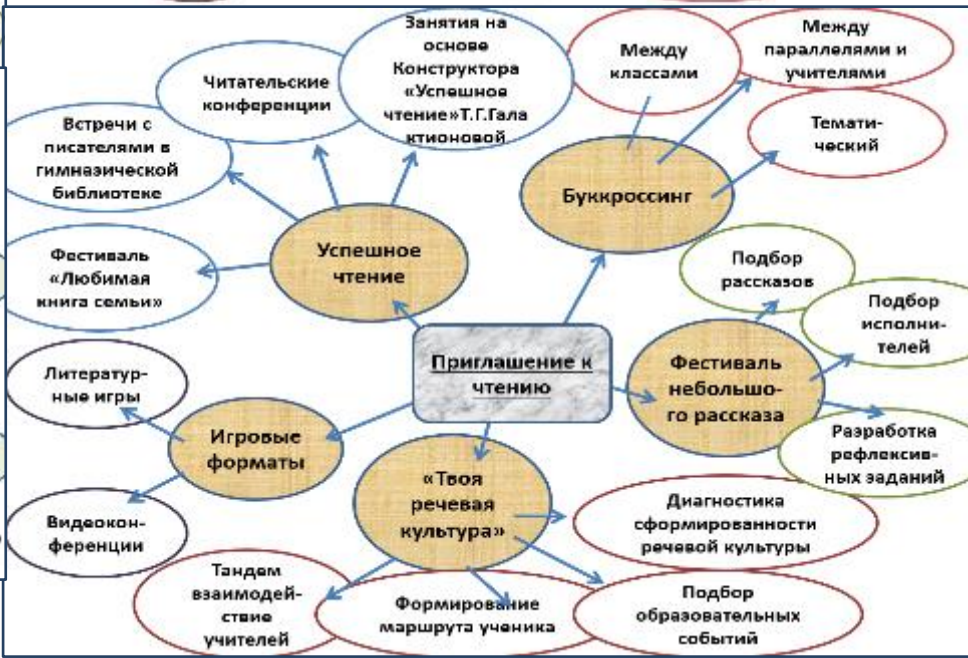 Занятия на
основе
Конструктора
«Успешное
чтение»Т.Г.Гала
ктионовой
Читательские
конференции
Встречи с
писателями в
гимназической
библиотеке
Фестиваль
«Любимая
книга семьи»
Успешное
чтение
Между
классами
Между
параллелями и
учителями
Темати-
ческий
Буккроссинг
Приглашение к
чтению
Подбор
рассказов
Подбор
исполни-
телей
Фестиваль
небольшо-
го рассказа
Разработка
рефлексив-
ных заданий
Литератур-
ные игры
Игровые
форматы
Видеокон-
ференции
«Твоя
речевая
культура»
Диагностика
сформированности
речевой культуры
Тандем
взаимодей-
ствие
учителей
Формирование
маршрута ученика
Подбор
образовательных
событий